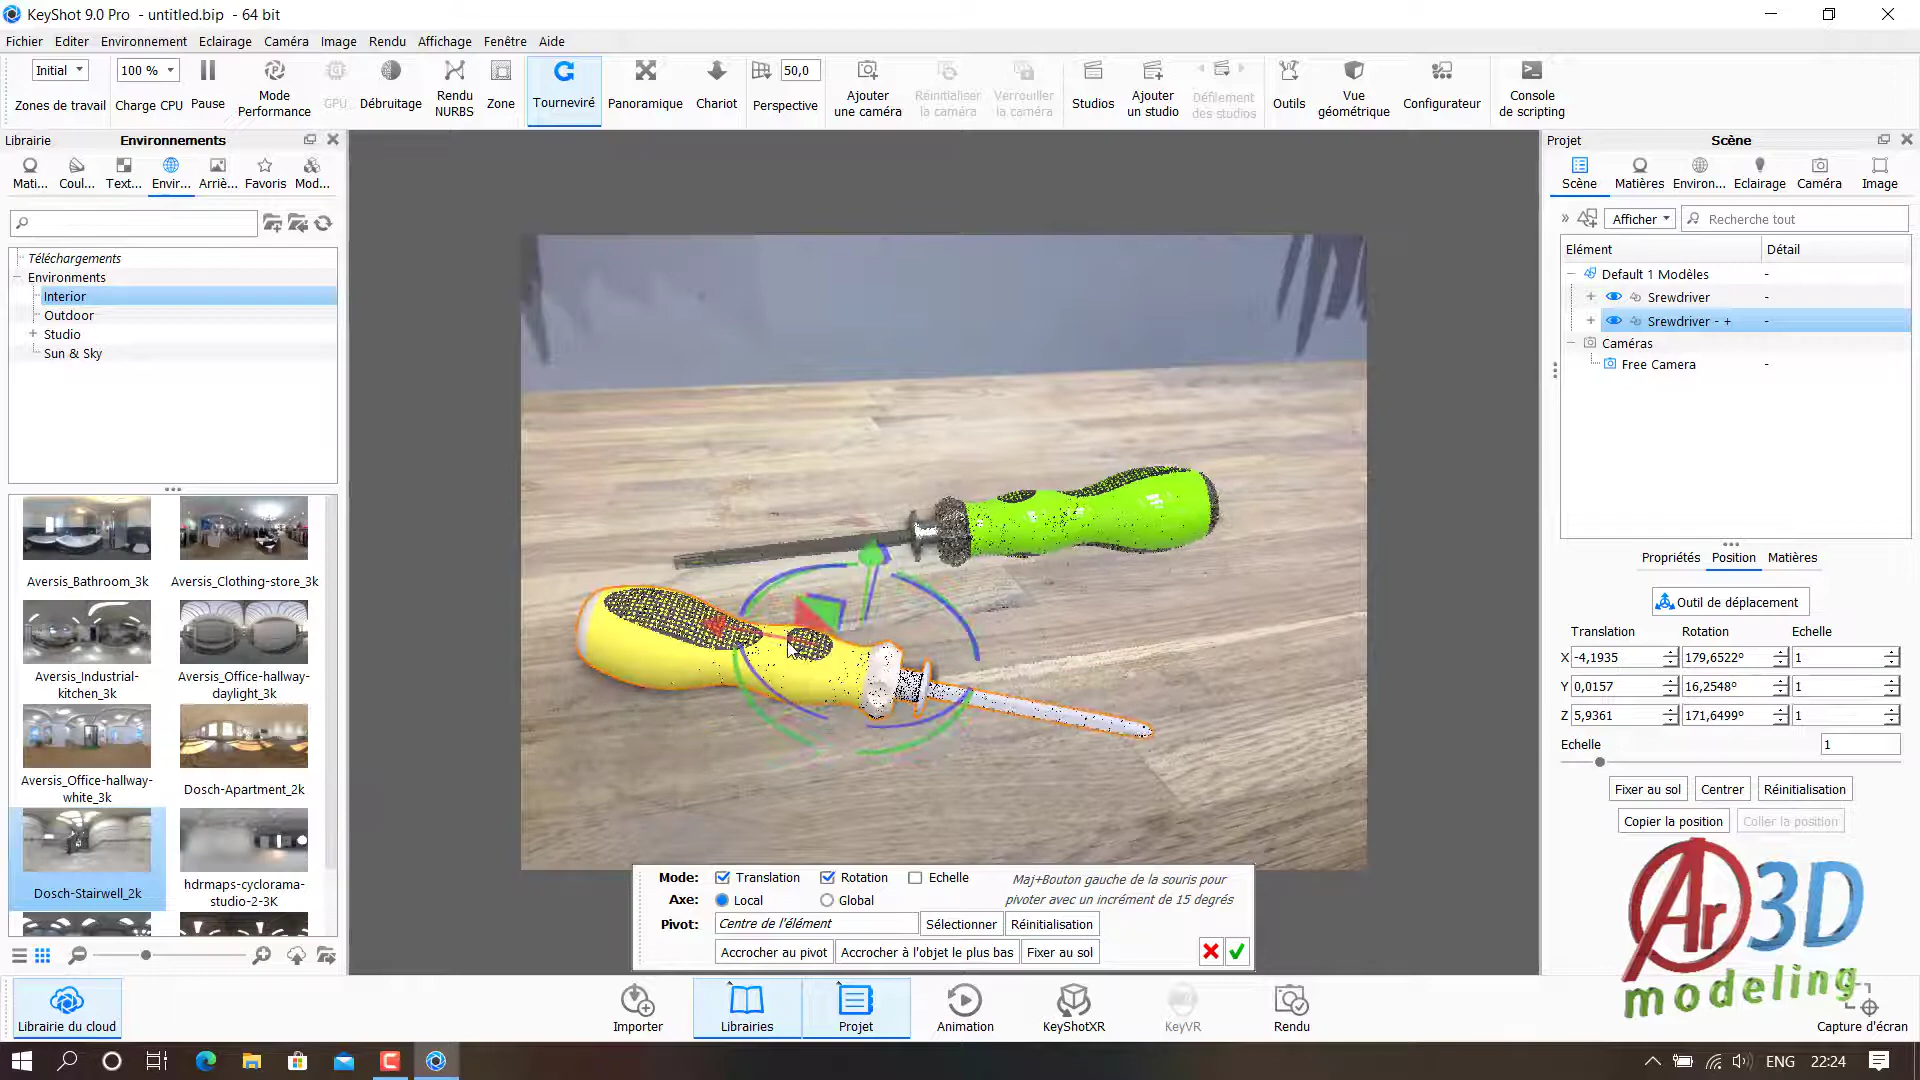 KeyShot 9.0 Pro - untitled.bip - 64 bit
Fichier Editer Environnement Eclairage Caméra Image Rendu Affichage Fenêtre Aide
Initial
Zones de travail
100 %
Charge CPU
Pause
Mode
Performance
GPU
Débruitage
Rendu
NURBS
Zone
Tourneviré
Panoramique
Chariot
50,0
Perspective
Ajouter
une caméra
Réinitialiser
la caméra
Verrouiller
la caméra
Studios
Ajouter
un studio
Défilement
des studios
Outils
Vue
géométrique
Configurateur
Console
de scripting
Librairie Environnements
Mati... Coul... Text... Envir... Arriè... Favoris Mod...
Téléchargements
Environments
Interior
Outdoor
Studio
Sun & Sky
Aversis_Bathroom_3k
Aversis_Clothing-store_3k
Aversis_Industrial-
kitchen_3k
Aversis_Office-hallway-
daylight_3k
Aversis_Office-hallway-
white_3k
Dosch-Apartment_2k
Dosch-Stairwell_2k
hdrmaps-cyclorama-
studio-2-3K
Projet Scène
Scène Matières Environ... Eclairage Caméra Image
» Afficher Recherche tout
Elément Détail
Default 1 Modèles -
Srewdriver -
Srewdriver - + -
Caméras
Free Camera -
Propriétés Position Matières
Outil de déplacement
Translation Rotation Echelle
X -4,1935 179,6522° 1
Y 0,0157 16,2548° 1
Z 5,9361 171,6499° 1
Echelle 1
Fixer au sol Centrer Réinitialisation
Copier la position Coller la position
Mode: Translation Rotation Echelle
Axe: Local Global
Maj+Bouton gauche de la souris pour
pivoter avec un incrément de 15 degrés
Pivot: Centre de l'élément Sélectionner Réinitialisation
Accrocher au pivot Accrocher à l'objet le plus bas Fixer au sol
Ar 3D
modeling
Librairie du cloud
Importer
Librairies
Projet
Animation
KeyShotXR
KeyVR
Rendu
Capture d'écran
ENG 22:24